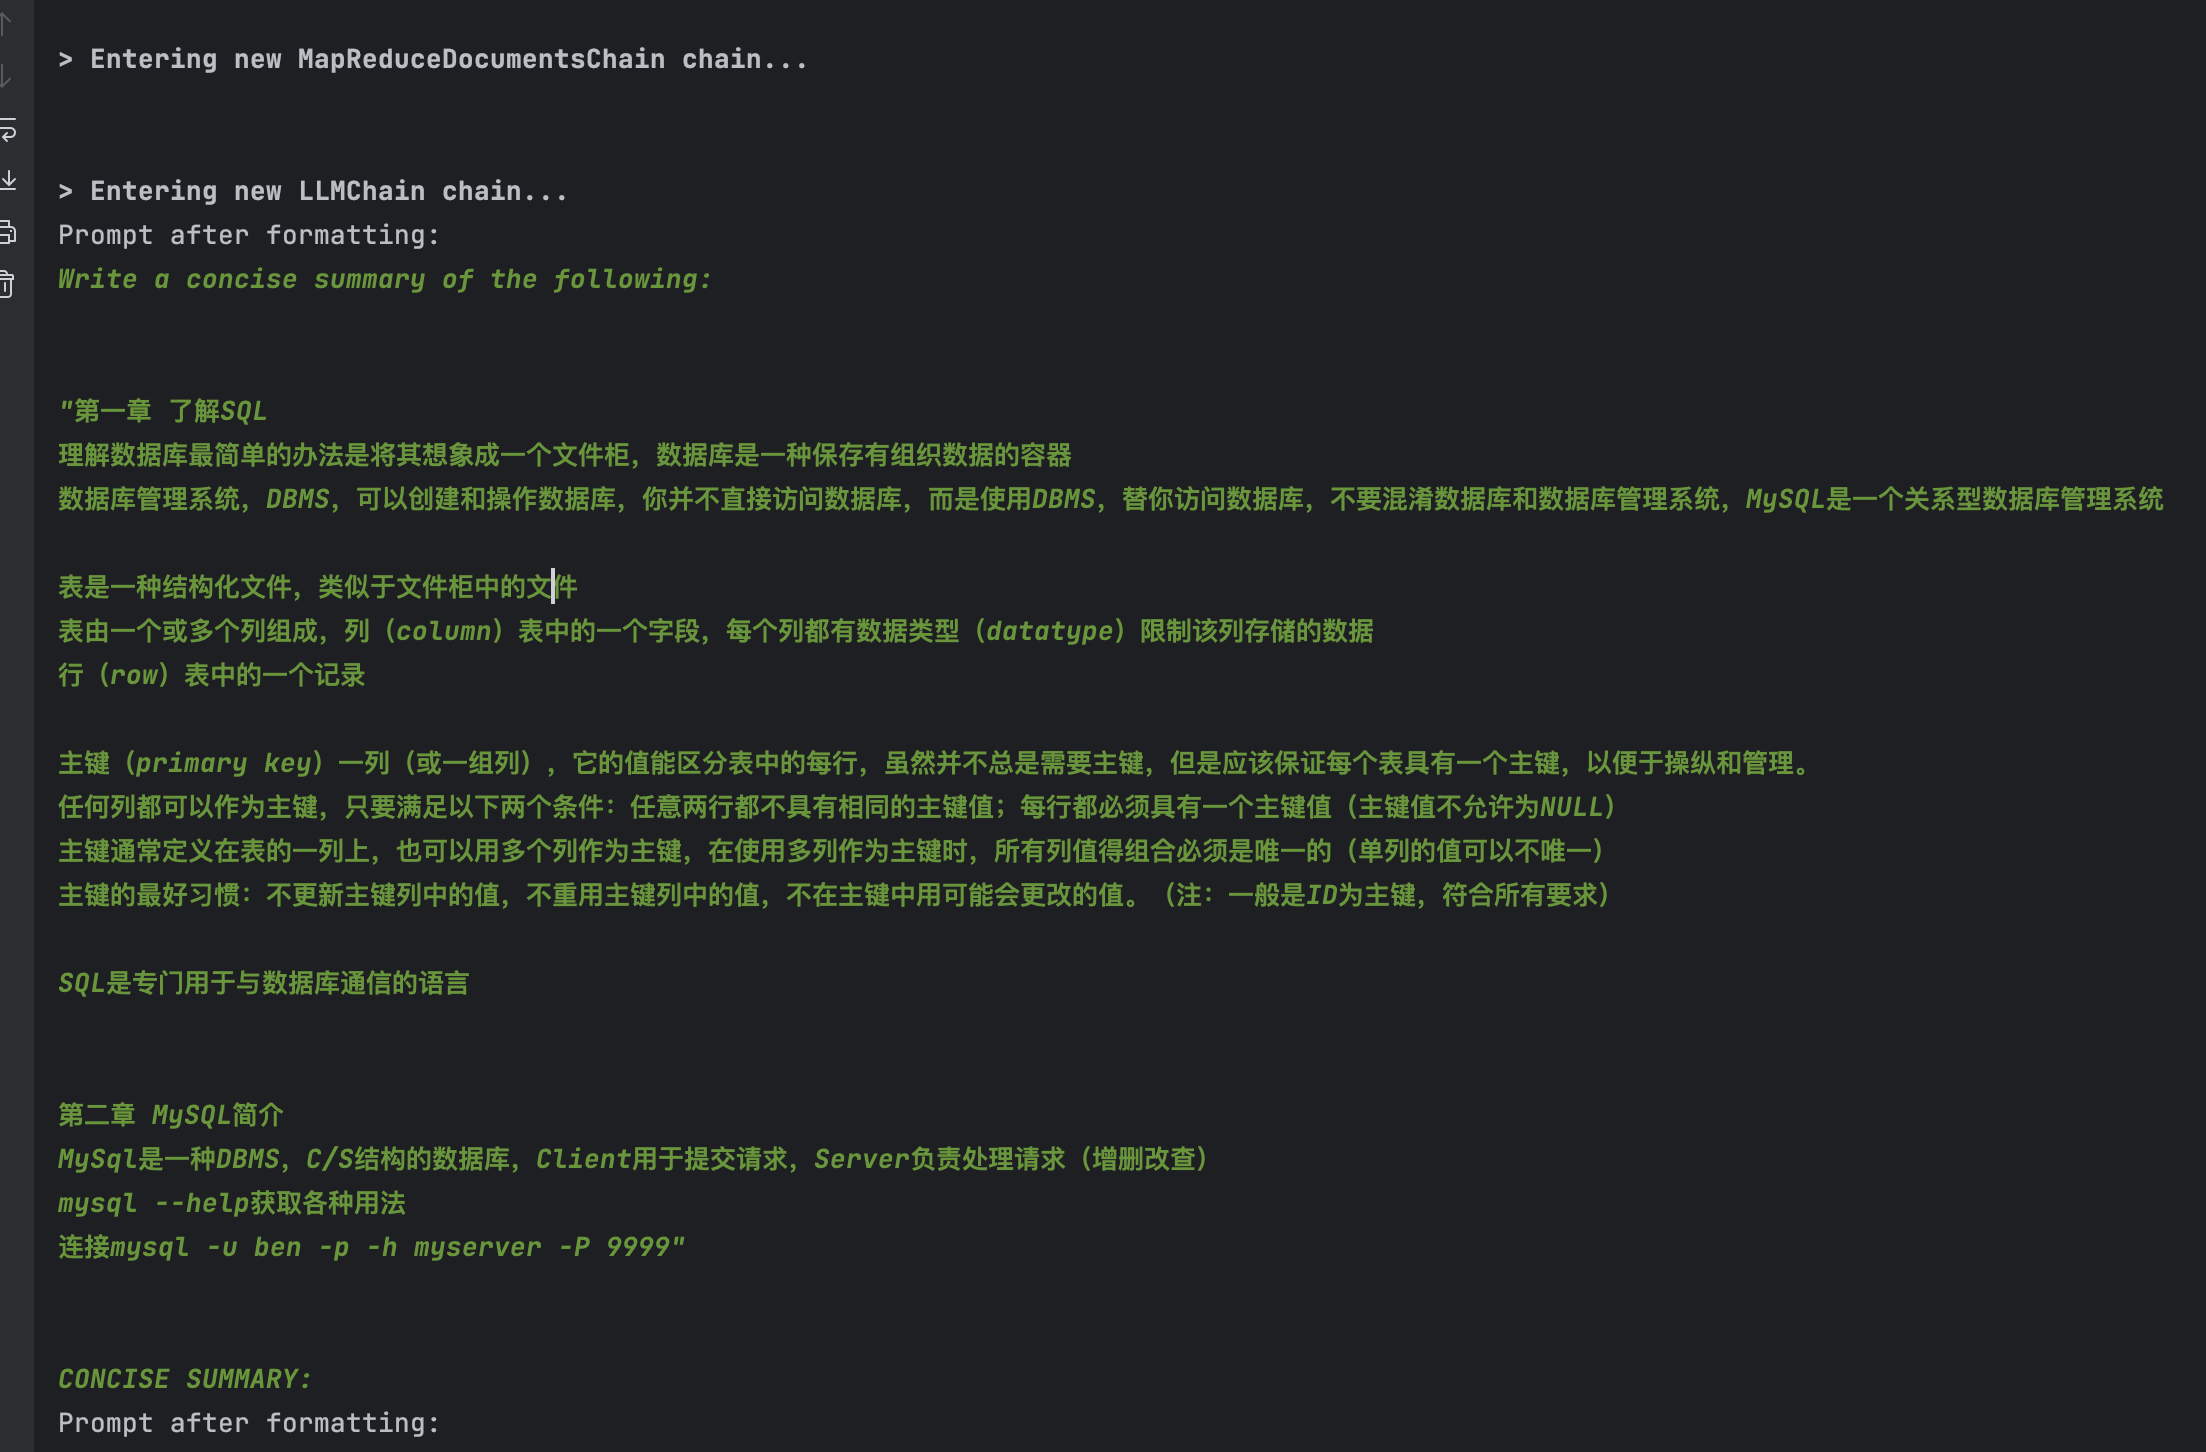 > Entering new MapReduceDocumentsChain chain...
> Entering new LLMChain chain...
Prompt after formatting:
Write a concise summary of the following:
"第一章 了解SQL
理解数据库最简单的办法是将其想象成一个文件柜，数据库是一种保存有组织数据的容器
数据库管理系统，DBMS，可以创建和操作数据库，你并不直接访问数据库，而是使用DBMS，替你访问数据库，不要混淆数据库和数据库管理系统，MySQL是一个关系型数据库管理系统
表是一种结构化文件，类似于文件柜中的文件
表由一个或多个列组成，列（column）表中的一个字段，每个列都有数据类型（datatype）限制该列存储的数据
行（row）表中的一个记录
主键（primary key）一列（或一组列），它的值能区分表中的每行，虽然并不总是需要主键，但是应该保证每个表具有一个主键，以便于操纵和管理。
任何列都可以作为主键，只要满足以下两个条件：任意两行都不具有相同的主键值；每行都必须具有一个主键值（主键值不允许为NULL）
主键通常定义在表的一列上，也可以用多个列作为主键，在使用多列作为主键时，所有列值得组合必须是唯一的（单列的值可以不唯一）
主键的最好习惯：不更新主键列中的值，不重用主键列中的值，不在主键中用可能会更改的值。（注：一般是ID为主键，符合所有要求）
SQL是专门用于与数据库通信的语言
第二章 MySQL简介
MySql是一种DBMS，C/S结构的数据库，Client用于提交请求，Server负责处理请求（增删改查）
mysql --help获取各种用法
连接mysql -u ben -p -h myserver -P 9999"
CONCISE SUMMARY:
Prompt after formatting: